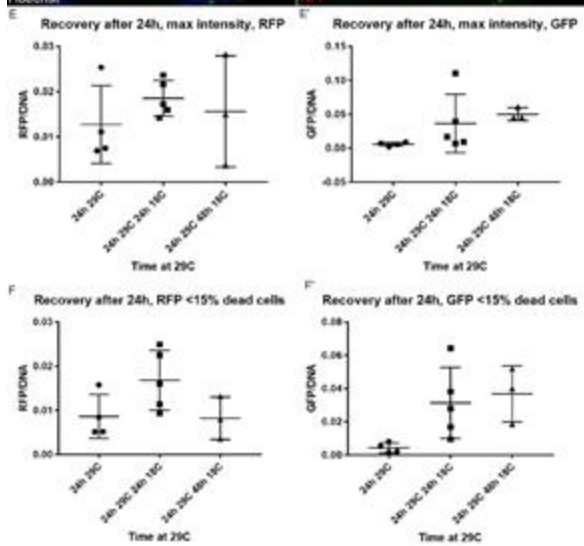 Hoechst
E Recovery after 24h, max intensity, RFP
RFP/DNA
0.03
0.02
0.01
0.00
24h 29C
24h 29C 24h 18C
24h 29C 48h 18C
Time at 29C
E' Recovery after 24h, max intensity, GFP
GFP/DNA
0.15
0.10
0.05
0.00
-0.05
24h 29C
24h 29C 24h 18C
24h 29C 48h 18C
Time at 29C
F Recovery after 24h, RFP <15% dead cells
RFP/DNA
0.03
0.02
0.01
0.00
24h 29C
24h 29C 24h 18C
24h 29C 48h 18C
Time at 29C
F' Recovery after 24h, GFP <15% dead cells
GFP/DNA
0.08
0.06
0.04
0.02
0.00
24h 29C
24h 29C 24h 18C
24h 29C 48h 18C
Time at 29C